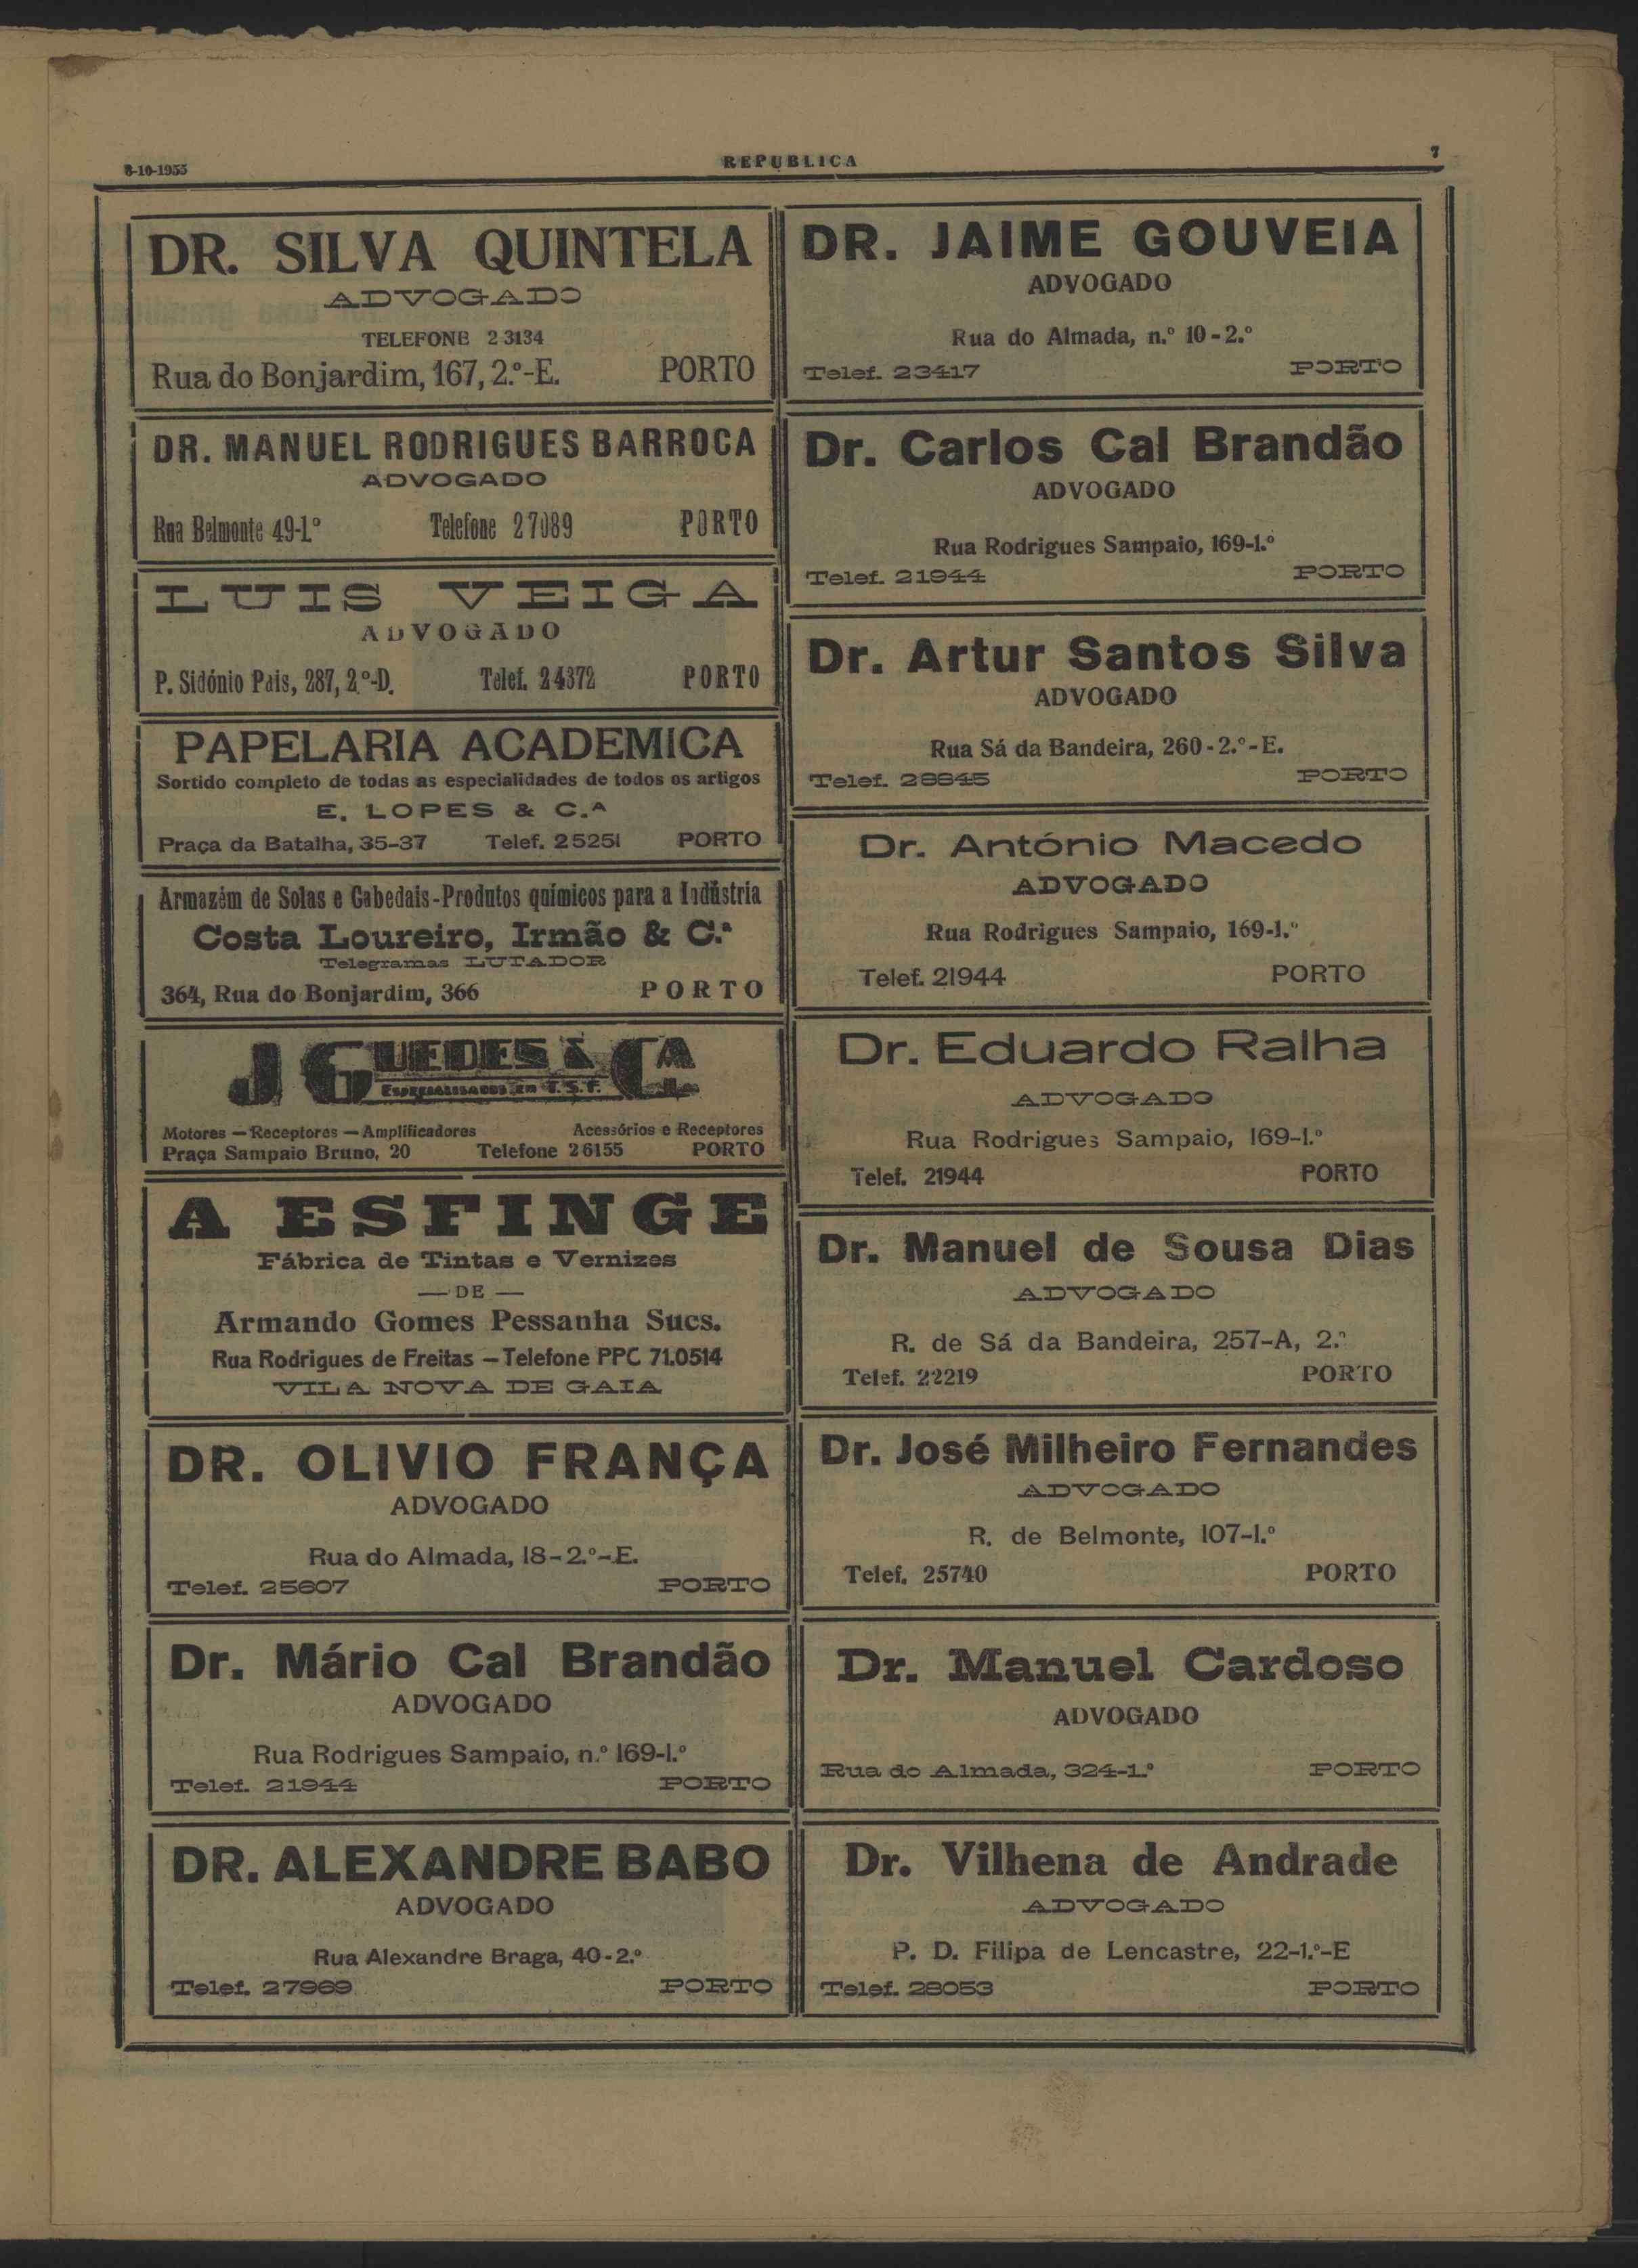 8-10-1953
REPUBLICA
7
DR. SILVA QUINTELA
ADVOGADO
TELEFONE 2 3134
Rua do Bonjardim, 167, 2.º-E. PORTO
DR. MANUEL RODRIGUES BARROCA
ADVOGADO
Rua Belmonte 49-1.º Telefone 27089 PORTO
LUIS VEIGA
ADVOGADO
P. Sidónio Pais, 287, 2.º-D. Telef. 24372 PORTO
PAPELARIA ACADEMICA
Sortido completo de todas as especialidades de todos os artigos
E. LOPES & C.ª
Praça da Batalha, 35-37 Telef. 25251 PORTO
Armazém de Solas e Cabedais-Produtos químicos para a Indústria
Costa Loureiro, Irmão & C.ª
Telegramas LUTADOR
364, Rua do Bonjardim, 366 PORTO
J GUEDES & CA
ESPECIALISADOS EM T.S.F.
Motores — Receptores — Amplificadores Acessórios e Receptores
Praça Sampaio Bruno, 20 Telefone 26155 PORTO
A ESFINGE
Fábrica de Tintas e Vernizes
— DE —
Armando Gomes Pessanha Sucs.
Rua Rodrigues de Freitas — Telefone PPC 71.0514
VILA NOVA DE GAIA
DR. OLIVIO FRANÇA
ADVOGADO
Rua do Almada, 18-2.º-E.
Telef. 25607 PORTO
Dr. Mário Cal Brandão
ADVOGADO
Rua Rodrigues Sampaio, n.º 169-1.º
Telef. 21944 PORTO
DR. ALEXANDRE BABO
ADVOGADO
Rua Alexandre Braga, 40-2.º
Telef. 27969 PORTO
DR. JAIME GOUVEIA
ADVOGADO
Rua do Almada, n.º 10-2.º
Telef. 23417 PORTO
Dr. Carlos Cal Brandão
ADVOGADO
Rua Rodrigues Sampaio, 169-1.º
Telef. 21944 PORTO
Dr. Artur Santos Silva
ADVOGADO
Rua Sá da Bandeira, 260-2.º-E.
Telef. 28845 PORTO
Dr. António Macedo
ADVOGADO
Rua Rodrigues Sampaio, 169-1.º
Telef. 21944 PORTO
Dr. Eduardo Ralha
ADVOGADO
Rua Rodrigues Sampaio, 169-1.º
Telef. 21944 PORTO
Dr. Manuel de Sousa Dias
ADVOGADO
R. de Sá da Bandeira, 257-A, 2.º
Telef. 22219 PORTO
Dr. José Milheiro Fernandes
ADVOGADO
R. de Belmonte, 107-1.º
Telef. 25740 PORTO
Dr. Manuel Cardoso
ADVOGADO
Rua do Almada, 324-1.º PORTO
Dr. Vilhena de Andrade
ADVOGADO
P. D. Filipa de Lencastre, 22-1.º-E
Telef. 28053 PORTO